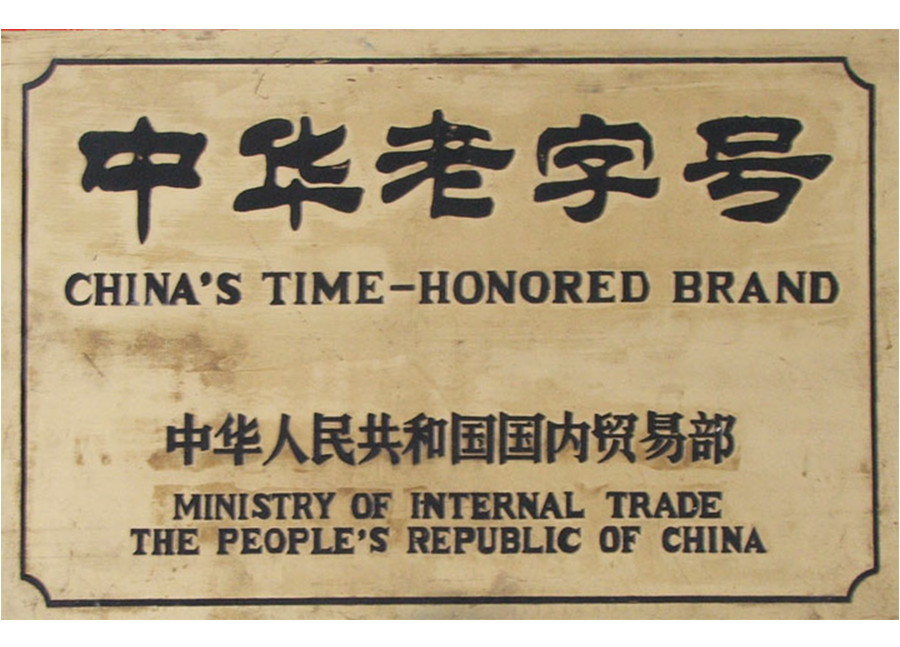 中华老字号
CHINA'S TIME-HONORED BRAND
中华人民共和国国内贸易部
MINISTRY OF INTERNAL TRADE
THE PEOPLE'S REPUBLIC OF CHINA